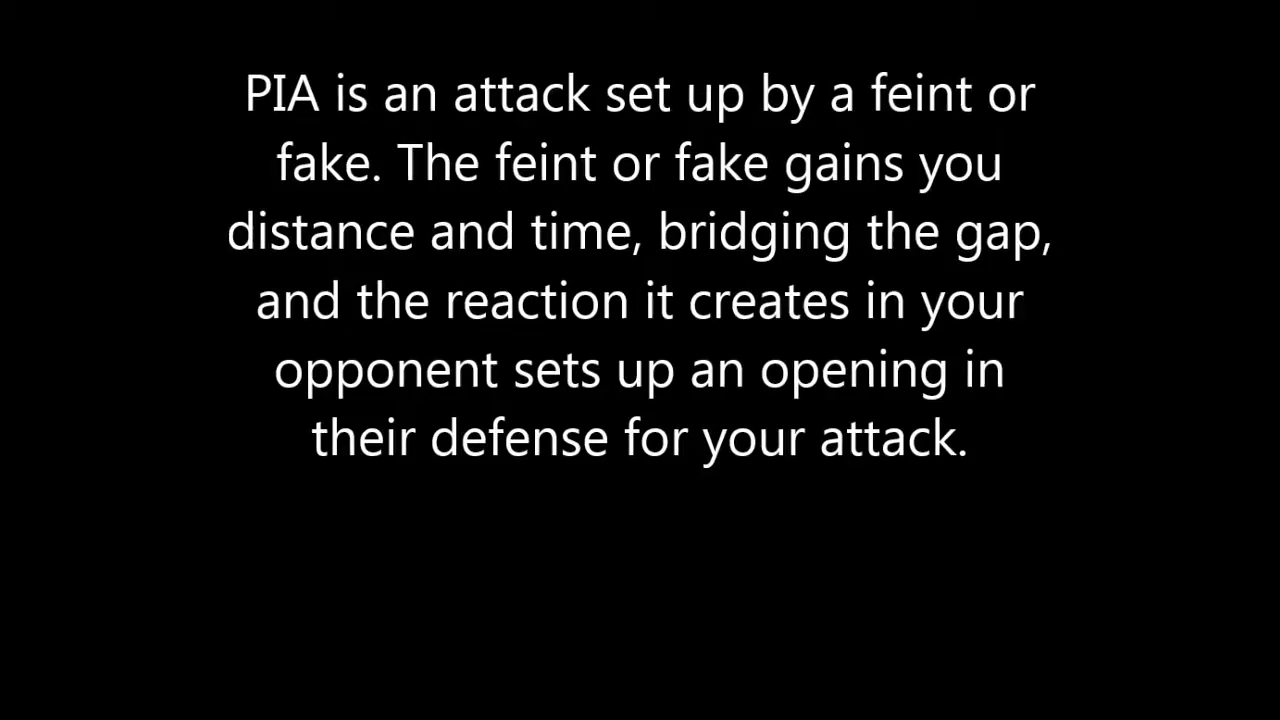 PIA is an attack set up by a feint or
fake. The feint or fake gains you
distance and time, bridging the gap,
and the reaction it creates in your
opponent sets up an opening in
their defense for your attack.